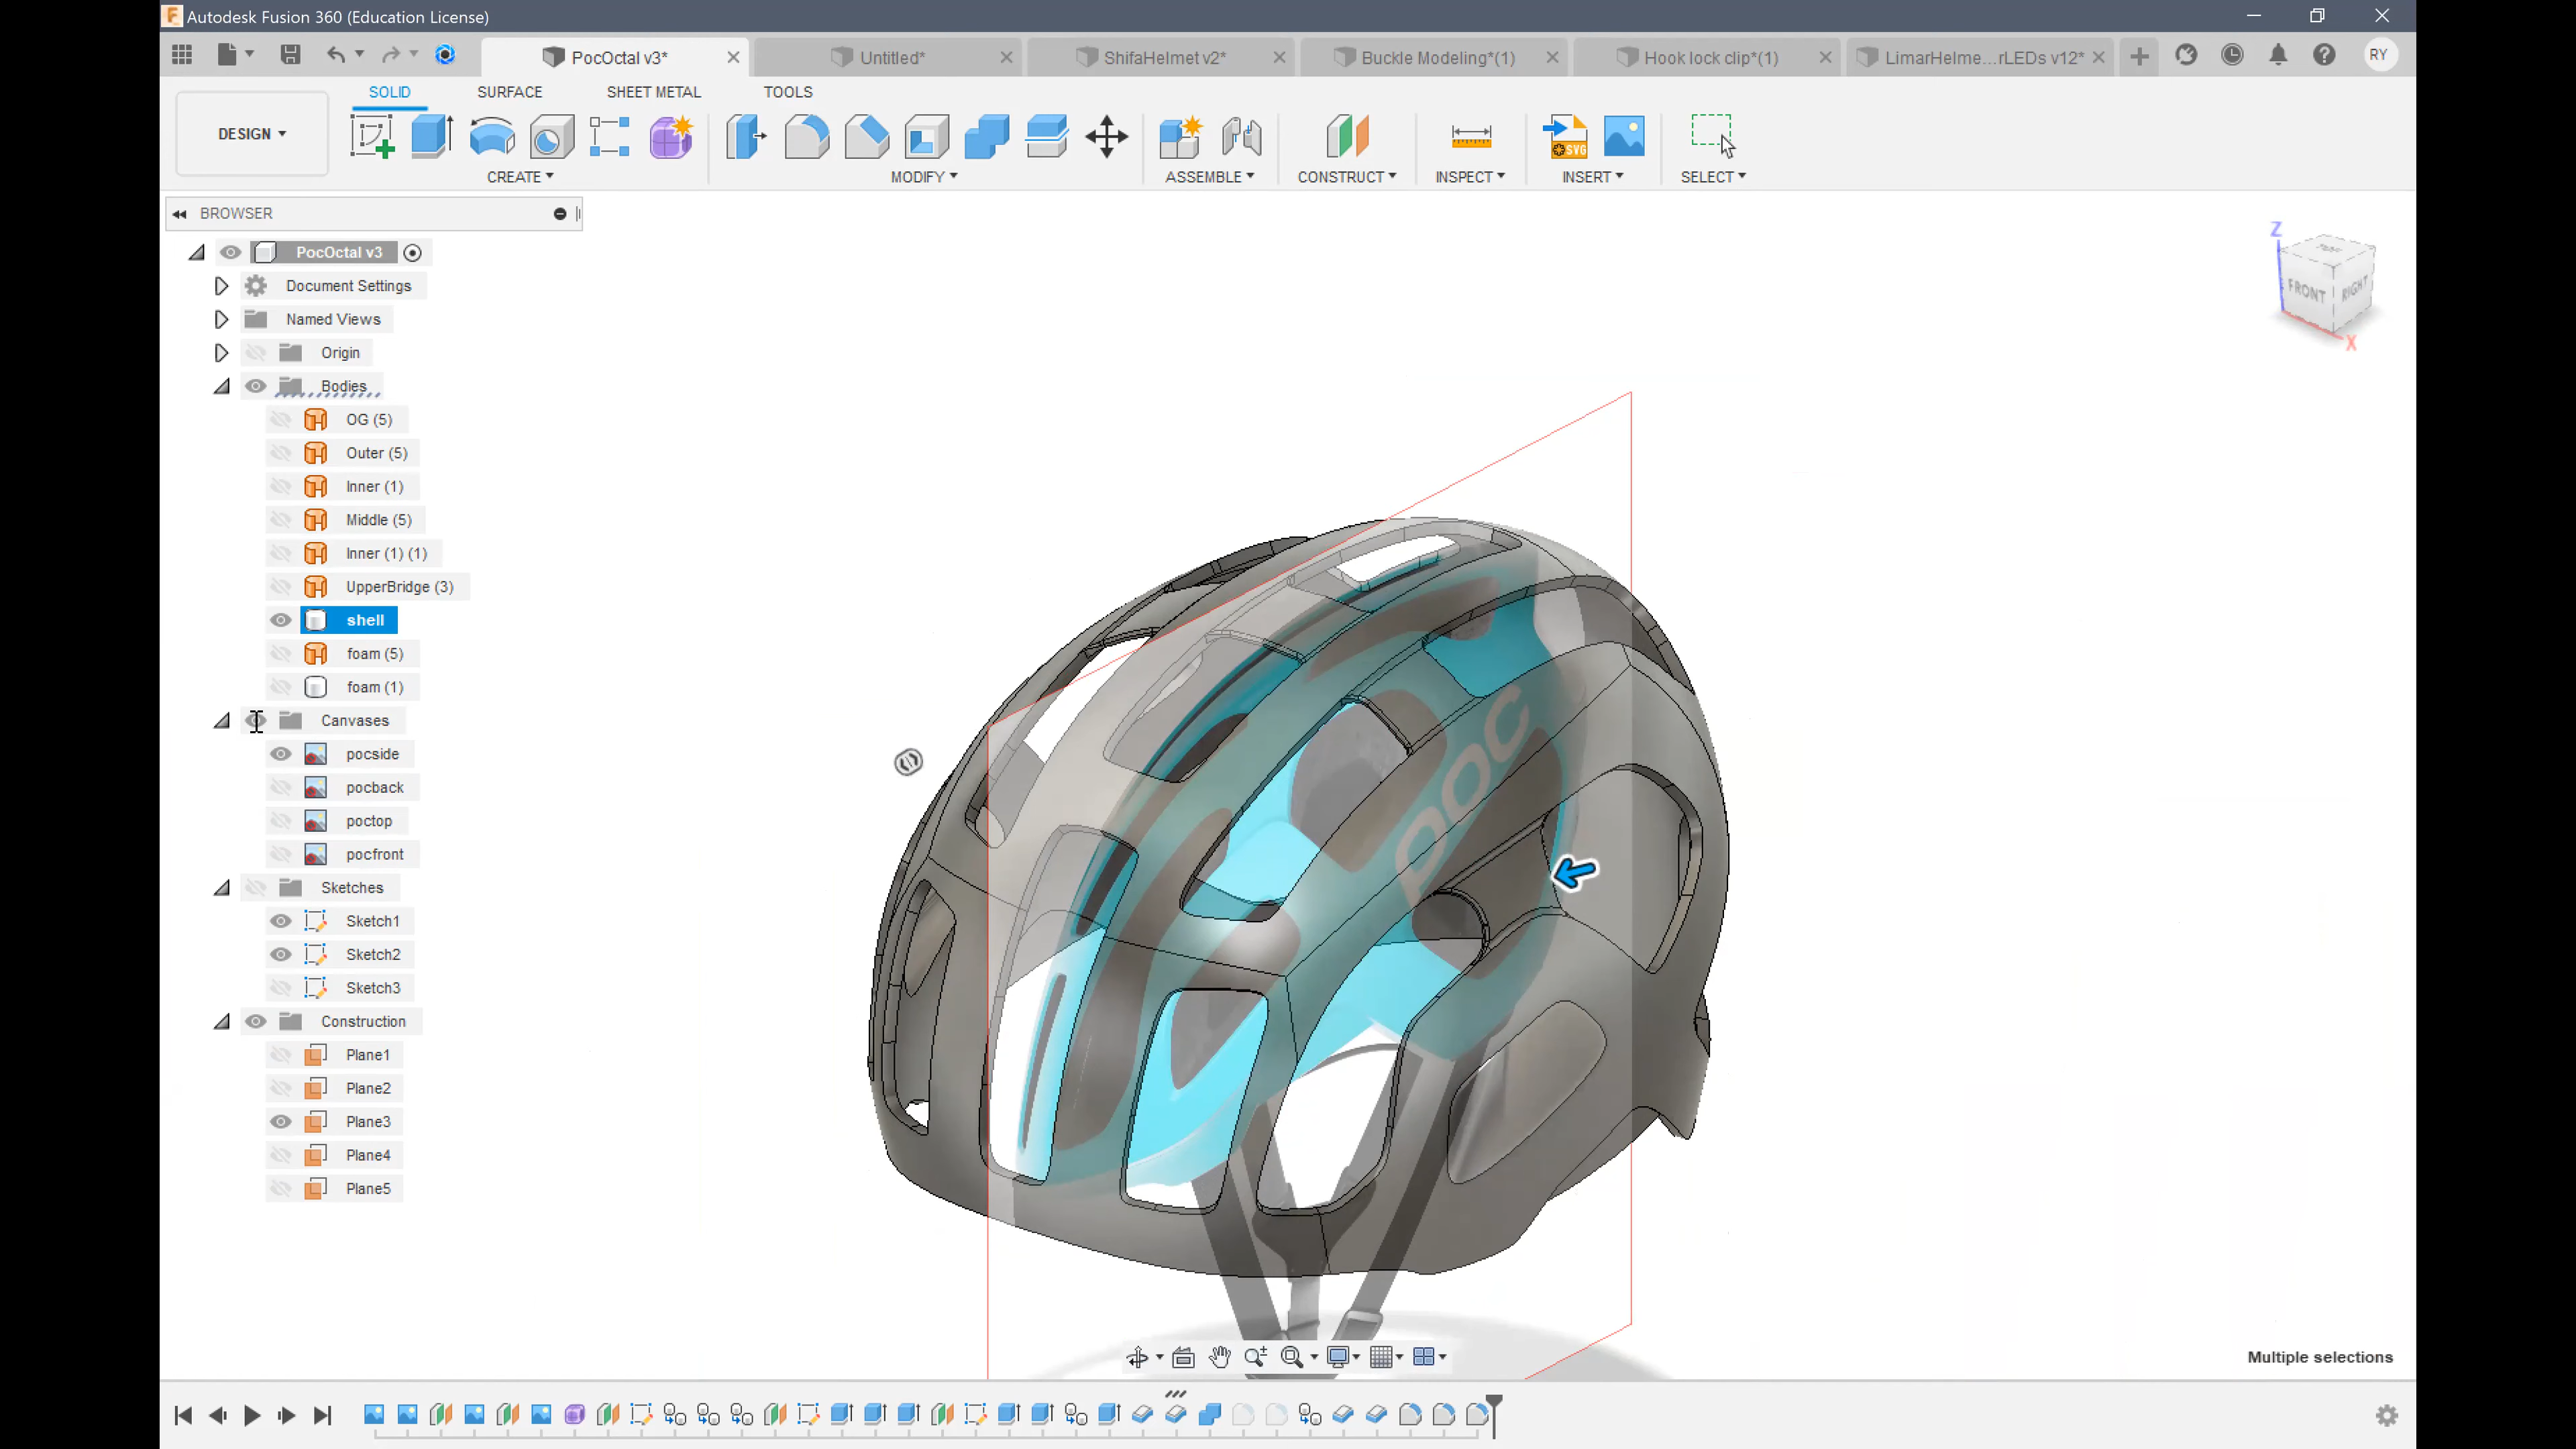 Autodesk Fusion 360 (Education License)
PocOctal v3*
Untitled*
ShifaHelmet v2*
Buckle Modeling*(1)
Hook lock clip*(1)
LimarHelme...rLEDs v12*
RY
SOLID
SURFACE
SHEET METAL
TOOLS
DESIGN
SVG
CREATE
MODIFY
ASSEMBLE
CONSTRUCT
INSPECT
INSERT
SELECT
BROWSER
PocOctal v3
Document Settings
Named Views
Origin
Bodies
OG (5)
Outer (5)
Inner (1)
Middle (5)
Inner (1) (1)
UpperBridge (3)
shell
foam (5)
foam (1)
Canvases
pocside
pocback
poctop
pocfront
Sketches
Sketch1
Sketch2
Sketch3
Construction
Plane1
Plane2
Plane3
Plane4
Plane5
Z
TOP
FRONT
RIGHT
X
POC
Multiple selections